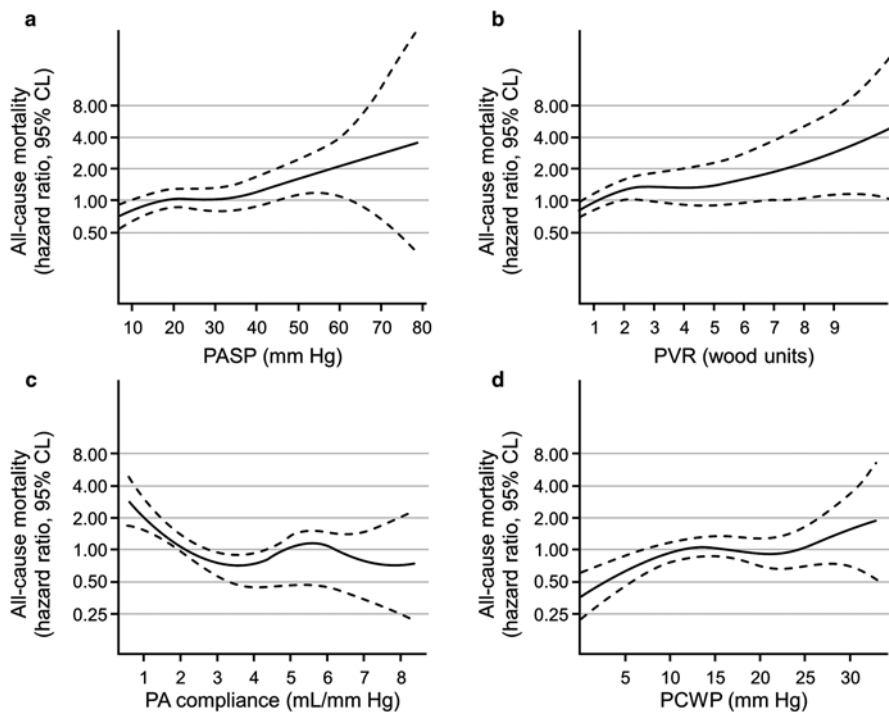 a
All-cause mortality
(hazard ratio, 95% CL)
8.00
4.00
2.00
1.00
0.50
10 20 30 40 50 60 70 80
PASP (mm Hg)
b
All-cause mortality
(hazard ratio, 95% CL)
8.00
4.00
2.00
1.00
0.50
1 2 3 4 5 6 7 8 9
PVR (wood units)
c
All-cause mortality
(hazard ratio, 95% CL)
8.00
4.00
2.00
1.00
0.50
0.25
1 2 3 4 5 6 7 8
PA compliance (mL/mm Hg)
d
All-cause mortality
(hazard ratio, 95% CL)
8.00
4.00
2.00
1.00
0.50
0.25
5 10 15 20 25 30
PCWP (mm Hg)